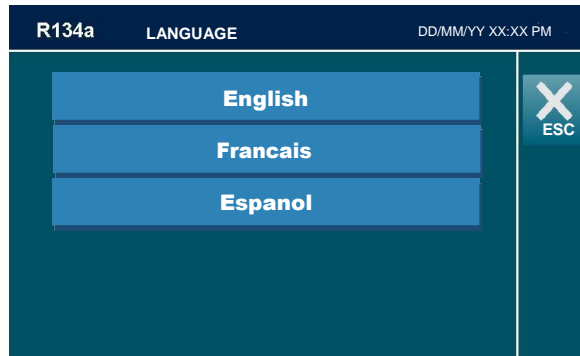 R134a LANGUAGE DD/MM/YY XX:XX PM
English
ESC
Francais
Espanol